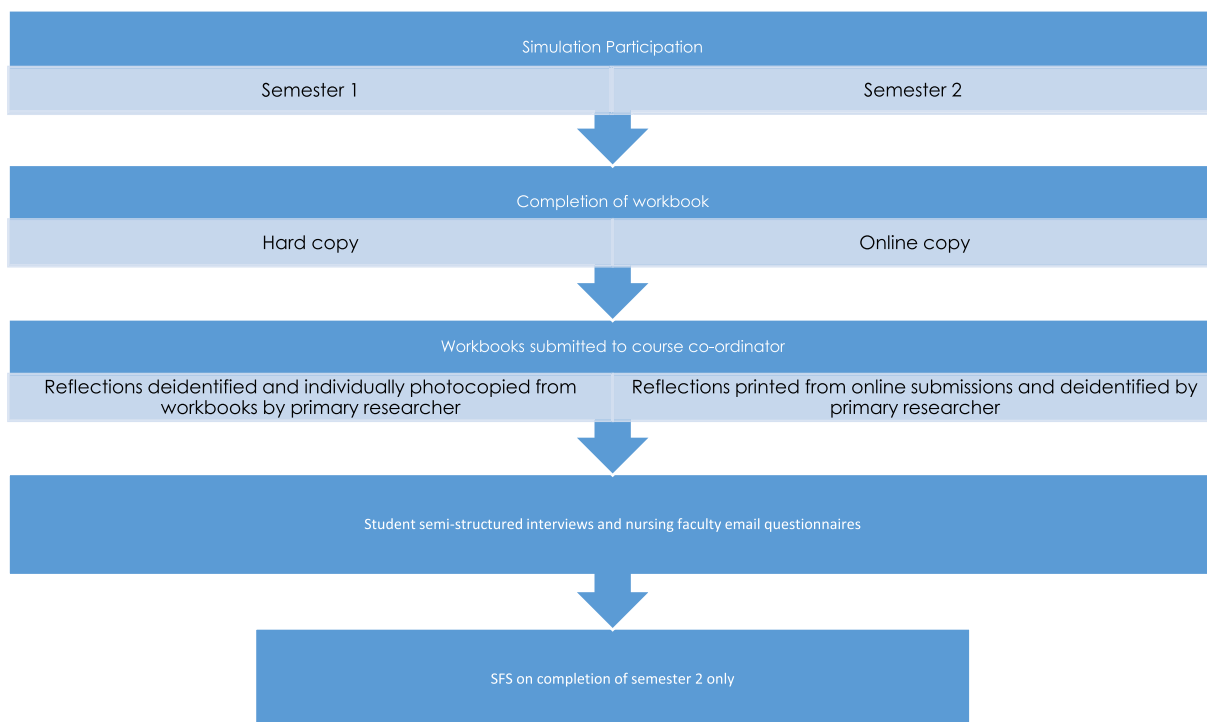 Simulation Participation
Semester 1
Semester 2
Completion of workbook
Hard copy
Online copy
Workbooks submitted to course co-ordinator
Reflections deidentified and individually photocopied from
workbooks by primary researcher
Reflections printed from online submissions and deidentified by
primary researcher
Student semi-structured interviews and nursing faculty email questionnaires
SFS on completion of semester 2 only